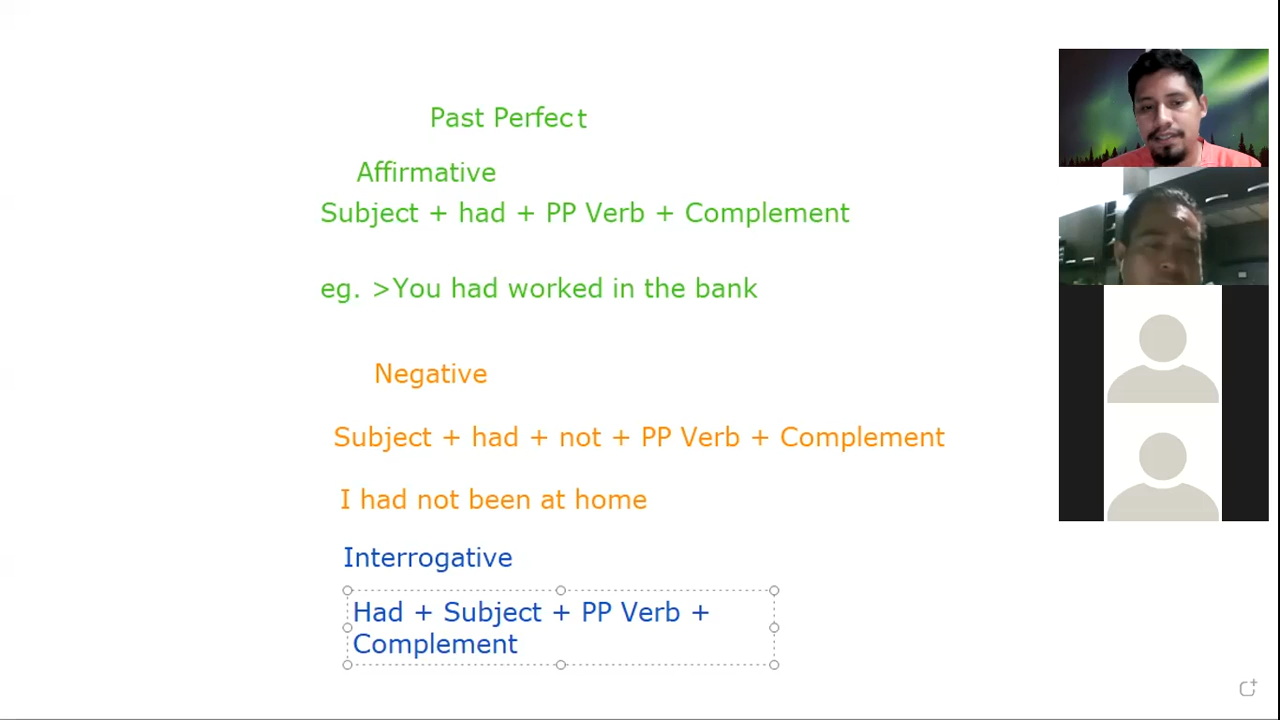 Past Perfect
Affirmative
Subject + had + PP Verb + Complement
eg. >You had worked in the bank
Negative
Subject + had + not + PP Verb + Complement
I had not been at home
Interrogative
Had + Subject + PP Verb +
Complement